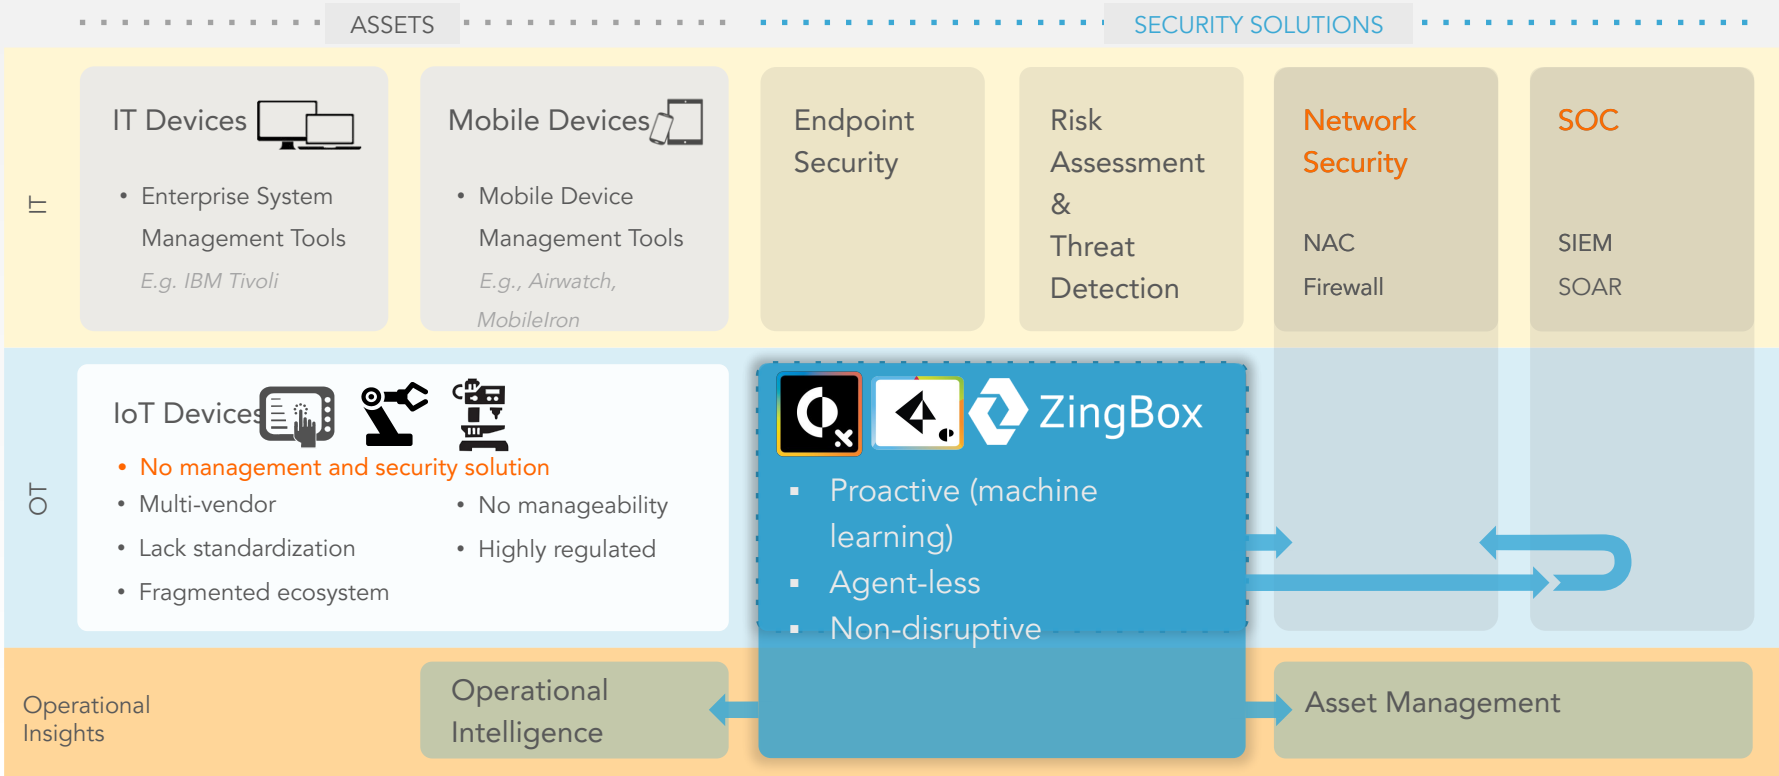 ASSETS
SECURITY SOLUTIONS
IT
IT Devices
• Enterprise System
Management Tools
E.g. IBM Tivoli
Mobile Devices
• Mobile Device
Management Tools
E.g., Airwatch,
MobileIron
Endpoint
Security
Risk
Assessment
&
Threat
Detection
Network
Security
NAC
Firewall
SOC
SIEM
SOAR
OT
IoT Devices
• No management and security solution
• Multi-vendor
• Lack standardization
• Fragmented ecosystem
• No manageability
• Highly regulated
ZingBox
▪ Proactive (machine
learning)
▪ Agent-less
▪ Non-disruptive
Operational
Insights
Operational
Intelligence
Asset Management